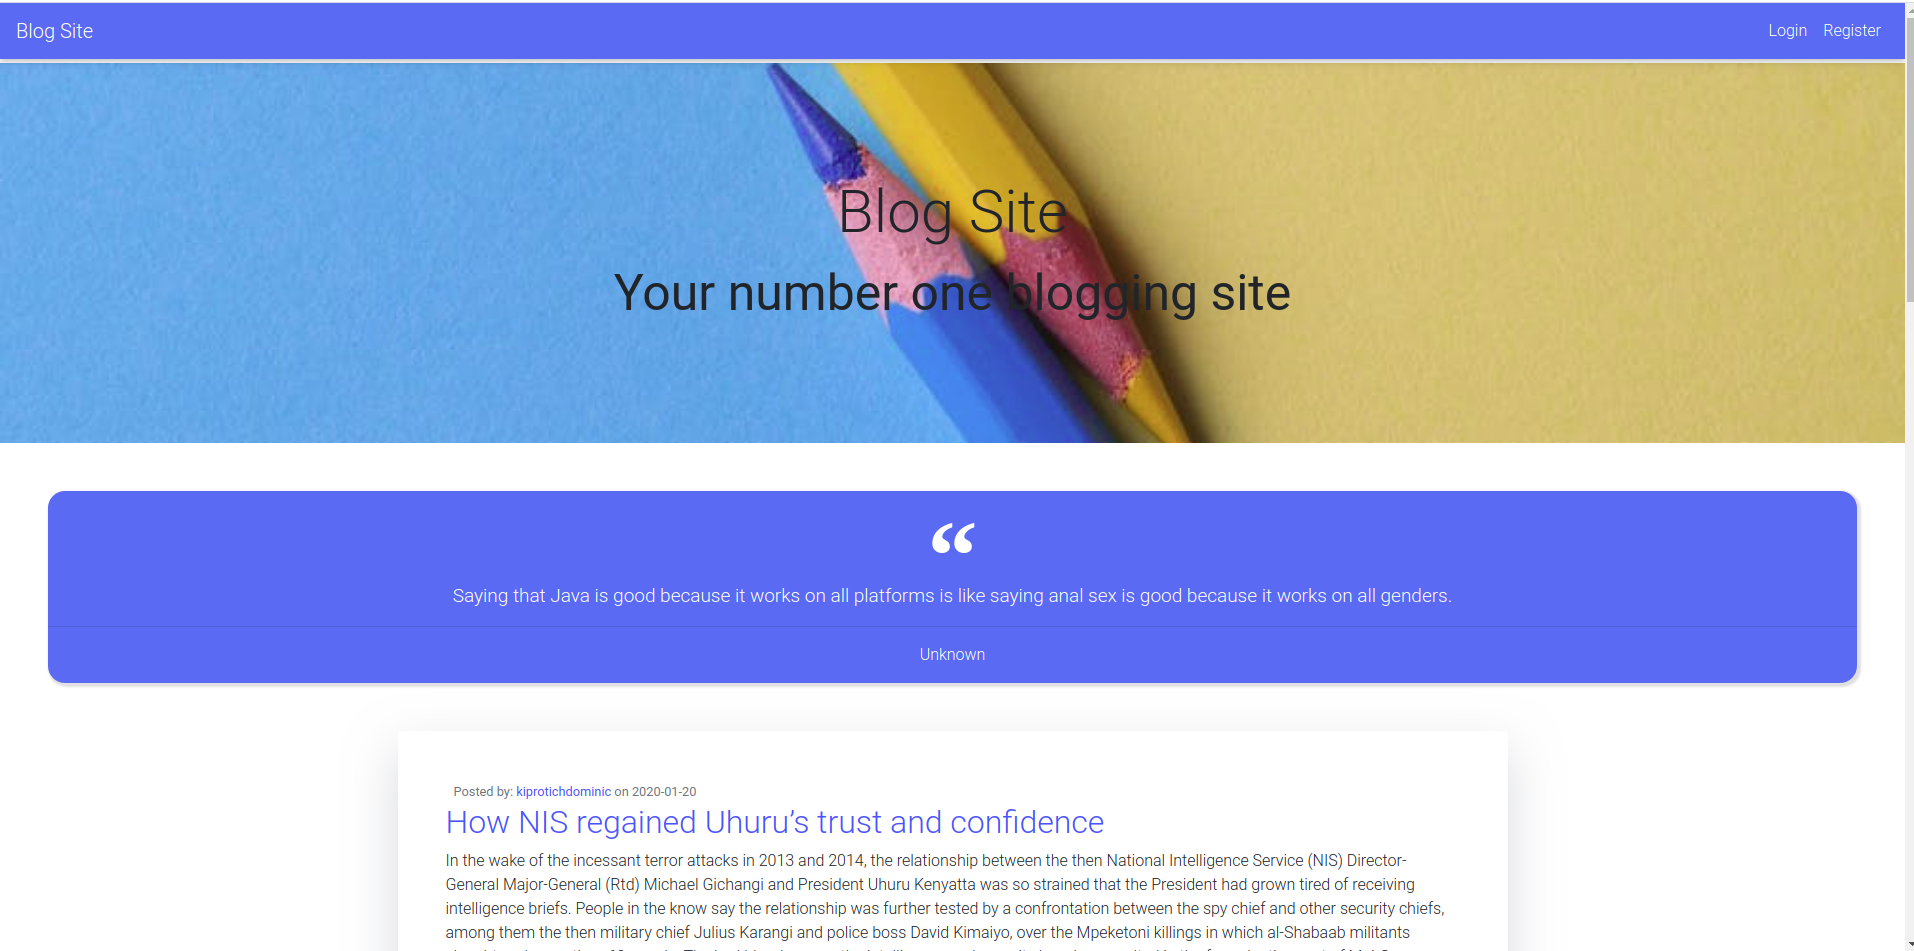 Blog Site
Login Register
Blog Site
Your number one blogging site
“
Saying that Java is good because it works on all platforms is like saying anal sex is good because it works on all genders.
Unknown
Posted by: kiprotichdominic on 2020-01-20
How NIS regained Uhuru’s trust and confidence
In the wake of the incessant terror attacks in 2013 and 2014, the relationship between the then National Intelligence Service (NIS) Director-
General Major-General (Rtd) Michael Gichangi and President Uhuru Kenyatta was so strained that the President had grown tired of receiving
intelligence briefs. People in the know say the relationship was further tested by a confrontation between the spy chief and other security chiefs,
among them the then military chief Julius Karangi and police boss David Kimaiyo, over the Mpeketoni killings in which al-Shabaab militants